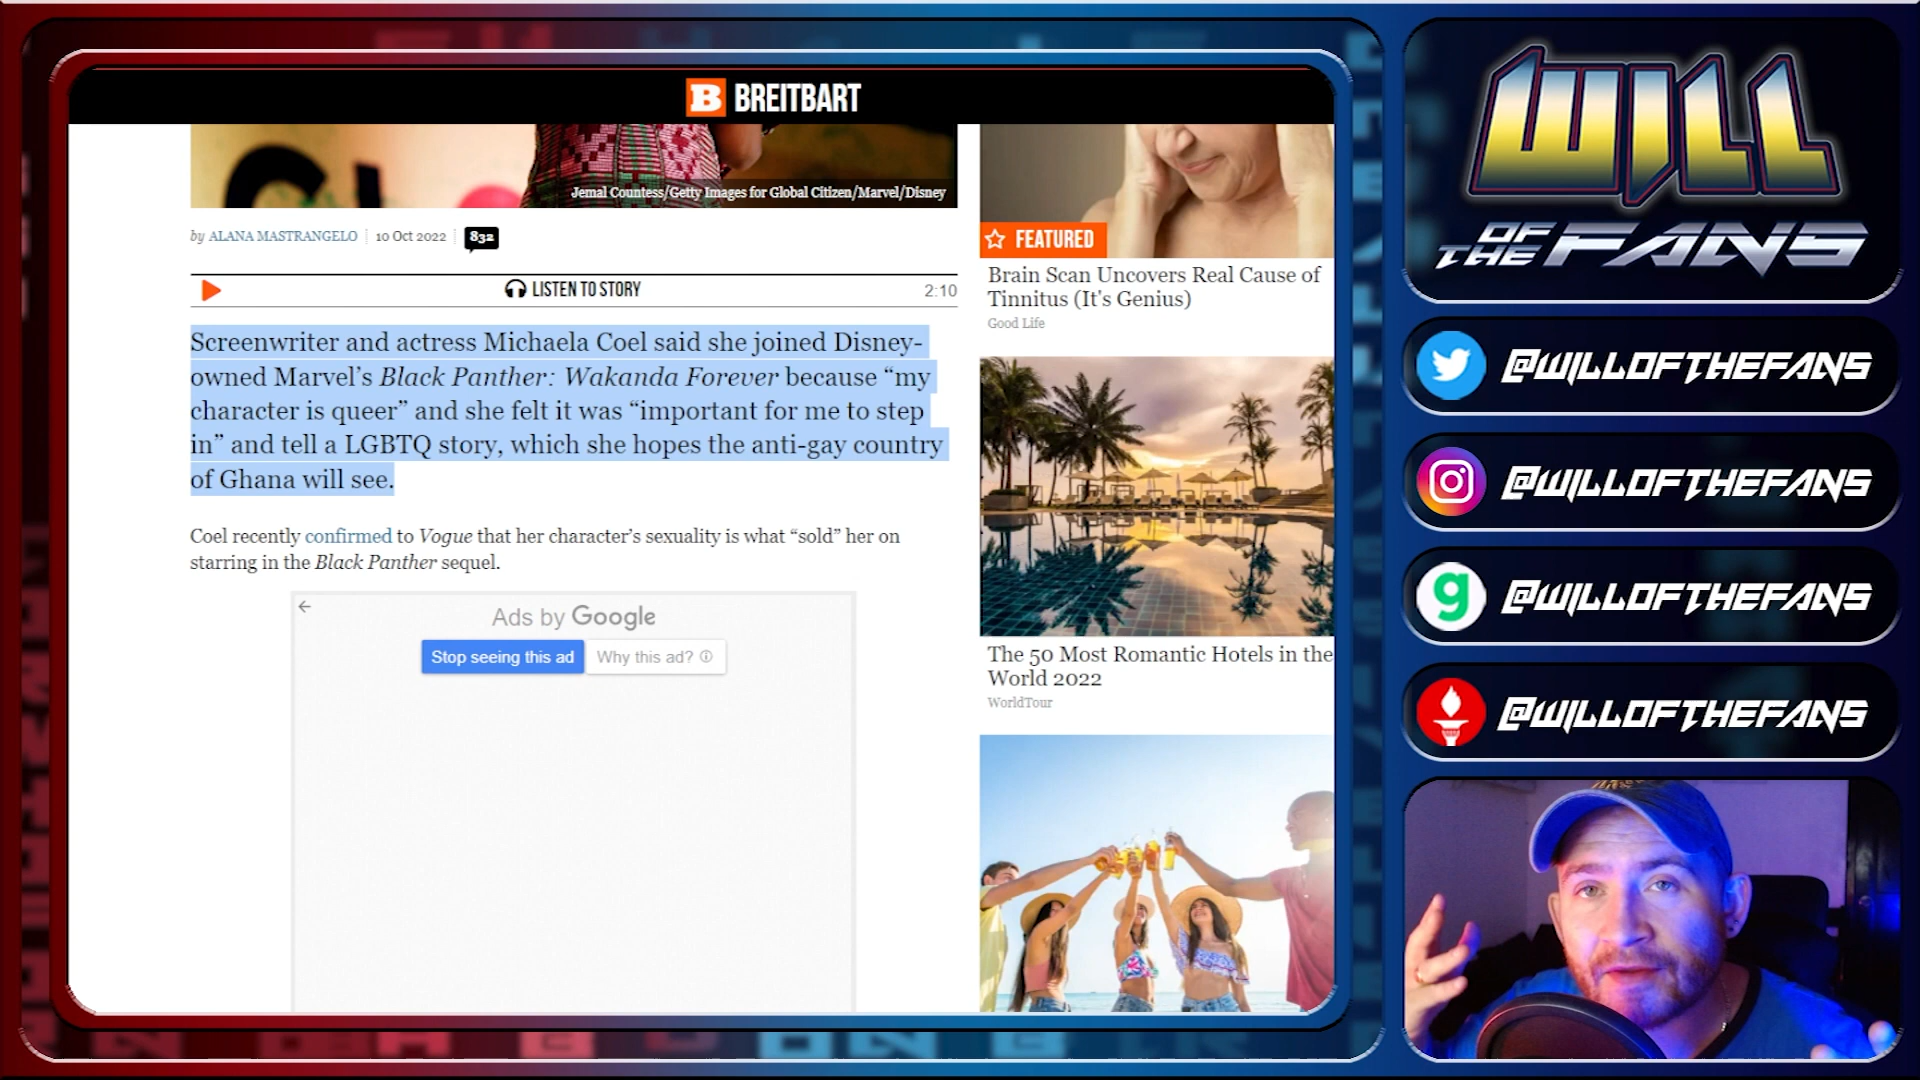 BREITBART
Jemal Countess/Getty Images for Global Citizen/Marvel/Disney
by ALANA MASTRANGELO 10 Oct 2022 832
LISTEN TO STORY 2:10
Screenwriter and actress Michaela Coel said she joined Disney-
owned Marvel’s Black Panther: Wakanda Forever because “my
character is queer” and she felt it was “important for me to step
in” and tell a LGBTQ story, which she hopes the anti-gay country
of Ghana will see.
Coel recently confirmed to Vogue that her character’s sexuality is what “sold” her on
starring in the Black Panther sequel.
Ads by Google
Stop seeing this ad Why this ad?
FEATURED
Brain Scan Uncovers Real Cause of
Tinnitus (It's Genius)
Good Life
The 50 Most Romantic Hotels in the
World 2022
WorldTour
WILL
OF
THE FANS
@WILLOFTHEFANS
@WILLOFTHEFANS
@WILLOFTHEFANS
@WILLOFTHEFANS